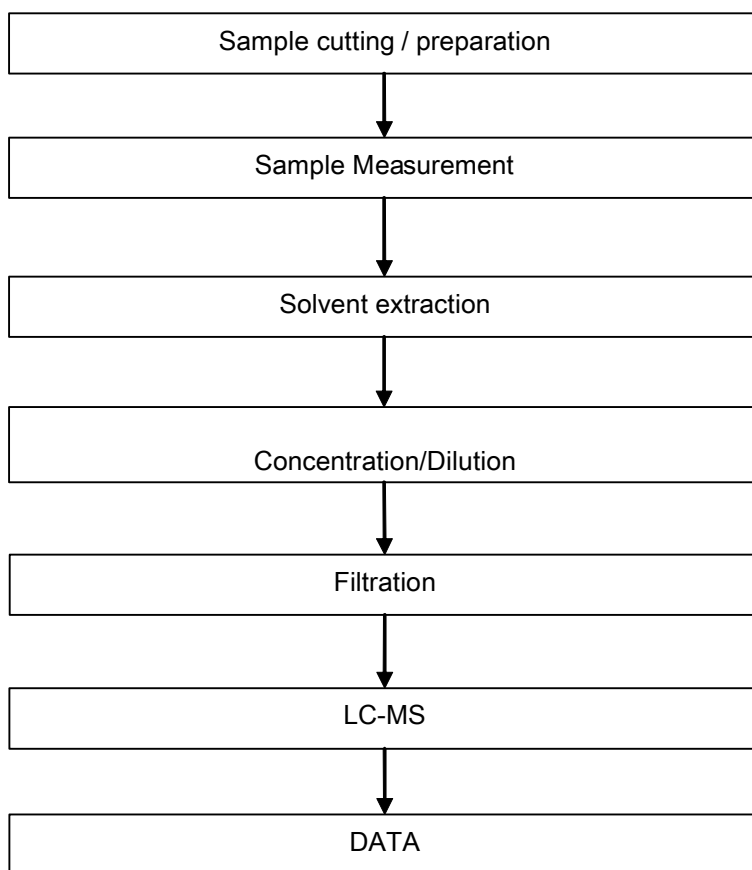 Sample cutting / preparation
Sample Measurement
Solvent extraction
Concentration/Dilution
Filtration
LC-MS
DATA